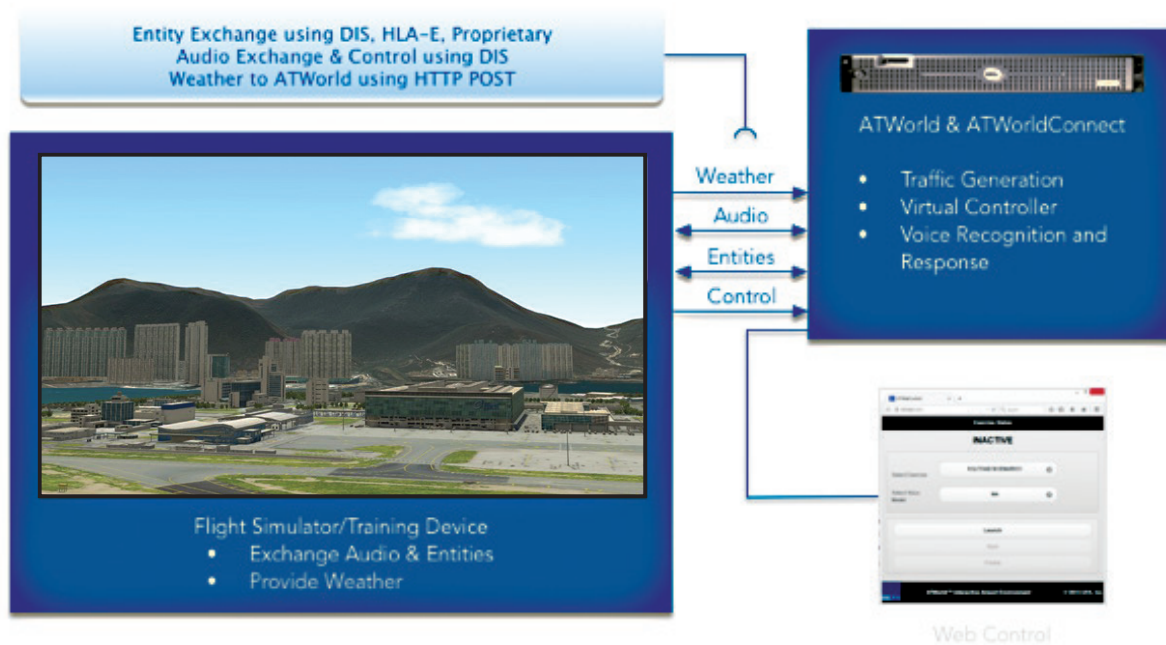 Entity Exchange using DIS, HLA-E, Proprietary
Audio Exchange & Control using DIS
Weather to ATWorld using HTTP POST
Weather
Audio
Entities
Control
ATWorld & ATWorldConnect
• Traffic Generation
• Virtual Controller
• Voice Recognition and
Response
Flight Simulator/Training Device
• Exchange Audio & Entities
• Provide Weather
INACTIVE
Launch
Web Control